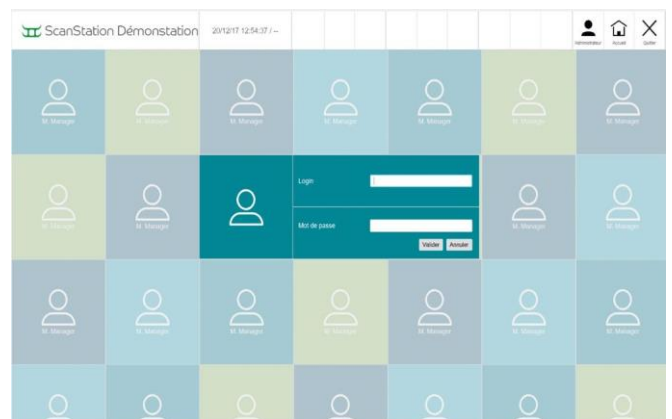 ScanStation Démonstation
20/12/17 12:54:37 / --
Administrateur
Accueil
Quitter
M. Manager
M. Manager
M. Manager
M. Manager
M. Manager
M. Manager
M. Manager
M. Manager
M. Manager
Login
Mot de passe
Valider
Annuler
M. Manager
M. Manager
M. Manager
M. Manager
M. Manager
M. Manager
M. Manager
M. Manager
M. Manager